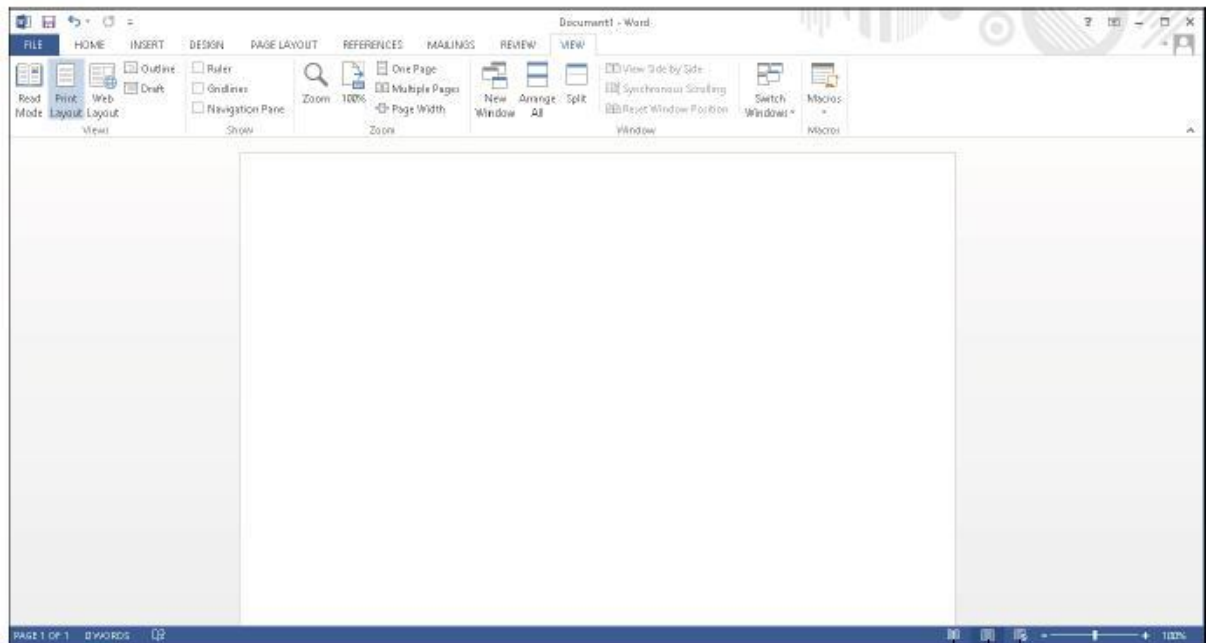 Document1 - Word
?
FILE HOME INSERT DESIGN PAGE LAYOUT REFERENCES MAILINGS REVIEW VIEW
Read Mode
Print Layout
Web Layout
Outline
Draft
Views
Ruler
Gridlines
Navigation Pane
Show
Zoom
100%
One Page
Multiple Pages
Page Width
Zoom
New Window
Arrange All
Split
View Side by Side
Synchronous Scrolling
Reset Window Position
Window
Switch Windows
Macros
Macros
PAGE 1 OF 1 0 WORDS 100%